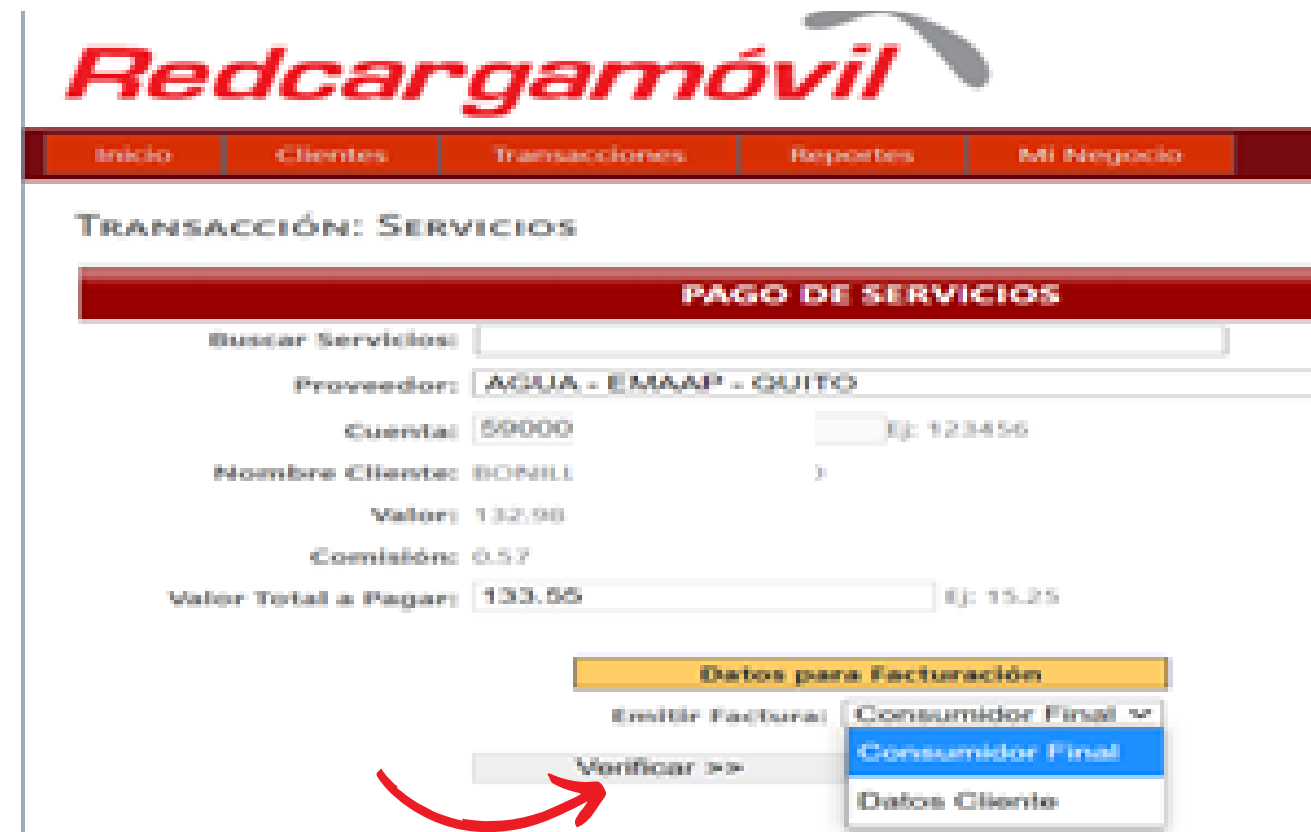 Redcargamóvil
Inicio Clientes Transacciones Reportes Mi Negocio
TRANSACCIÓN: SERVICIOS
PAGO DE SERVICIOS
Buscar Servicios:
Proveedor: AGUA - EMAAP - QUITO
Cuenta: 59000 Ej: 123456
Nombre Cliente: BONILL
Valor: 132.98
Comisión: 0.57
Valor Total a Pagar: 133.55 Ej: 15.25
Datos para Facturación
Emitir Factura: Consumidor Final
Consumidor Final
Verificar >>
Datos Cliente